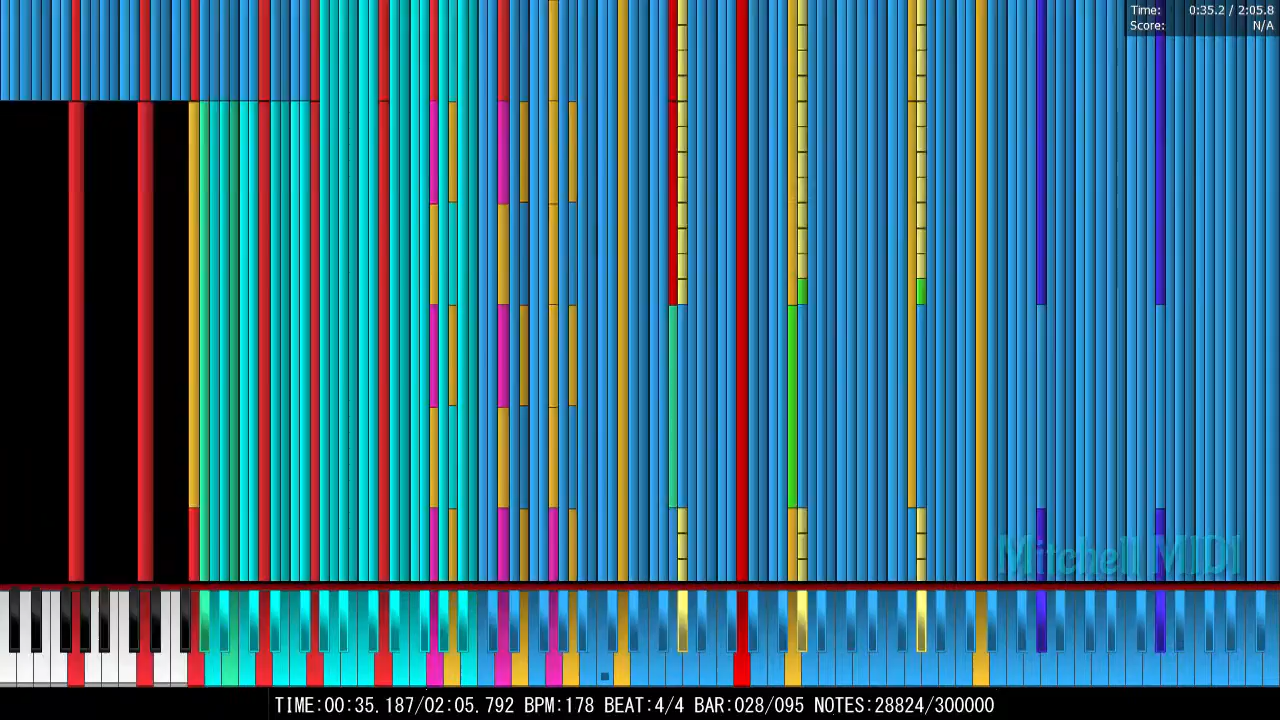 Time: 0:35.2 / 2:05.8
Score: N/A
Mitchell MIDI
TIME:00:35.187/02:05.792 BPM:178 BEAT:4/4 BAR:028/095 NOTES:28824/300000